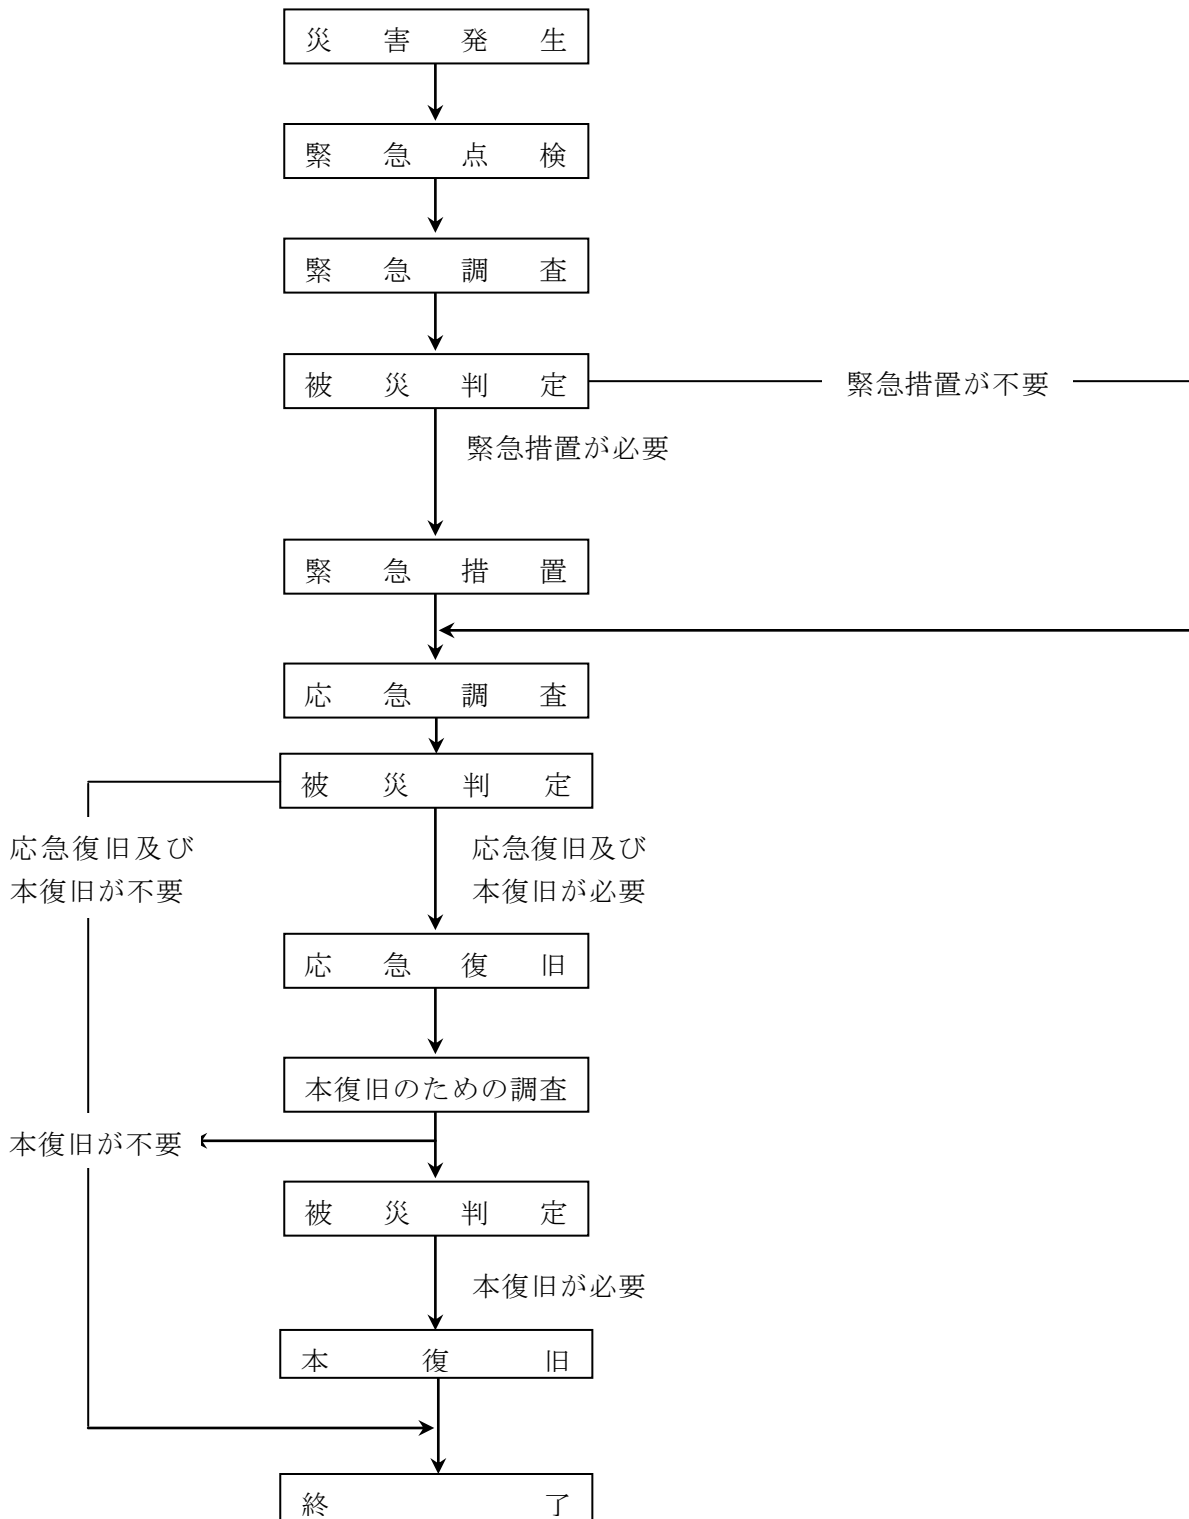 災害発生
緊急点検
緊急調査
被災判定
緊急措置が不要
緊急措置が必要
緊急措置
応急調査
被災判定
応急復旧及び
本復旧が不要
応急復旧及び
本復旧が必要
応急復旧
本復旧のための調査
本復旧が不要
被災判定
本復旧が必要
本復旧
終了